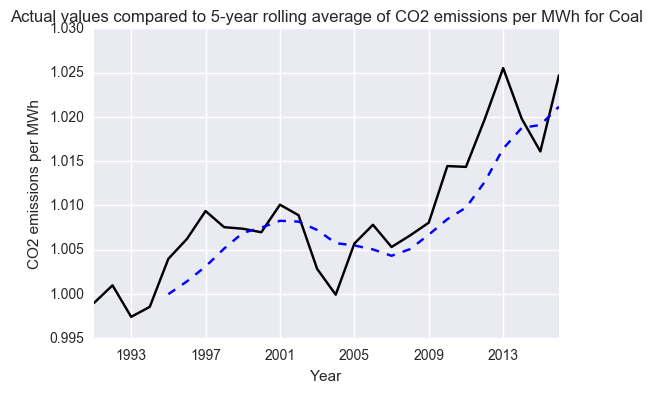 Actual values compared to 5-year rolling average of CO2 emissions per MWh for Coal
1.030
1.025
1.020
1.015
1.010
1.005
1.000
0.995
CO2 emissions per MWh
1993 1997 2001 2005 2009 2013
Year